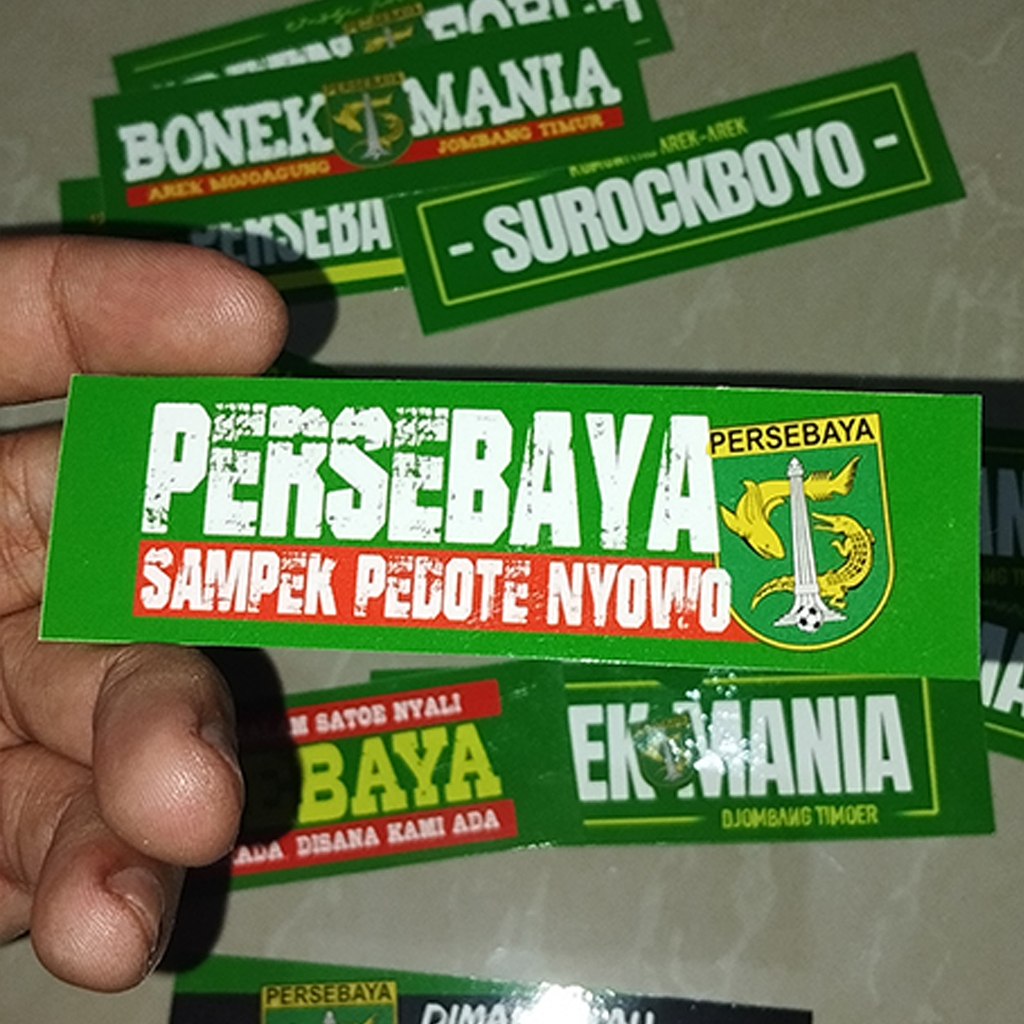 BONEK MANIA
AREK MOJOAGUNG JOMBANG TIMUR
AREK-AREK
- SUROCKBOYO -
PERSEBA
PERSEBAYA
PERSEBAYA
SAMPEK PEDOTE NYOWO
SATOE NYALI
BAYA
DISANA KAMI ADA
EK MANIA
DJOMBANG TIMOER
PERSEBAYA